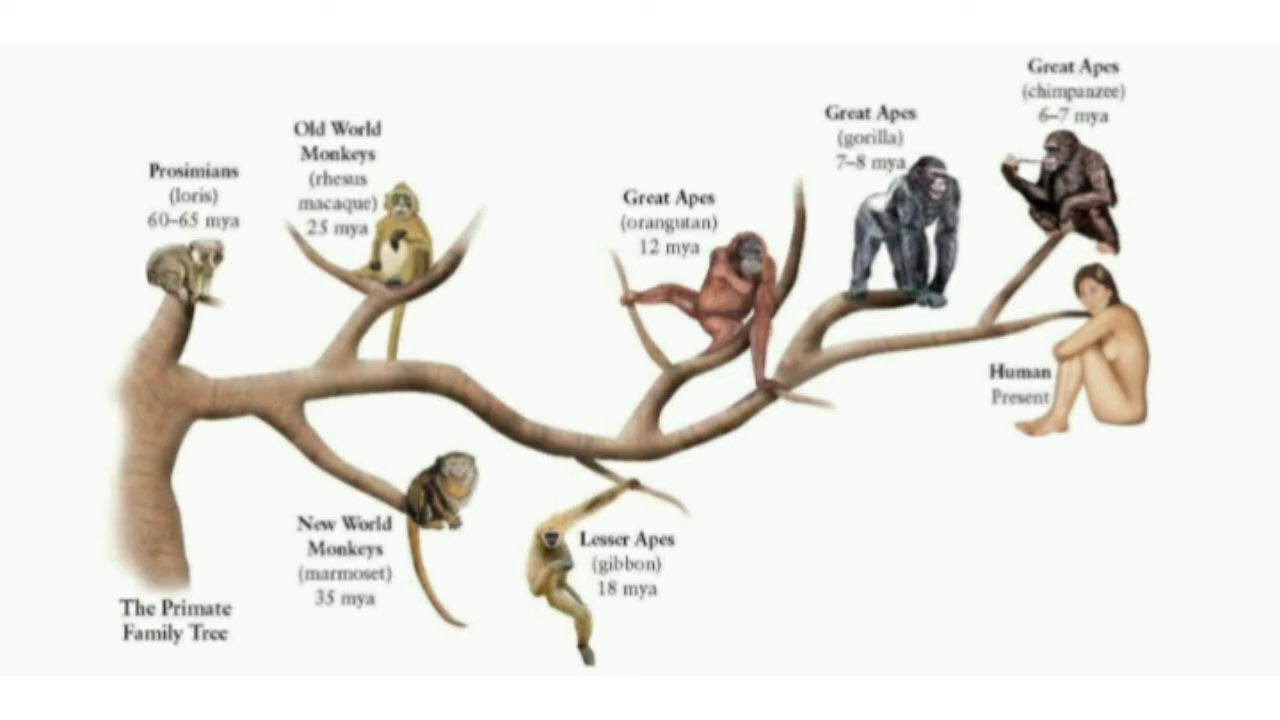 Prosimians
(loris)
60–65 mya
Old World
Monkeys
(rhesus
macaque)
25 mya
Great Apes
(orangutan)
12 mya
Great Apes
(gorilla)
7–8 mya
Great Apes
(chimpanzee)
6–7 mya
Human
Present
New World
Monkeys
(marmoset)
35 mya
Lesser Apes
(gibbon)
18 mya
The Primate
Family Tree